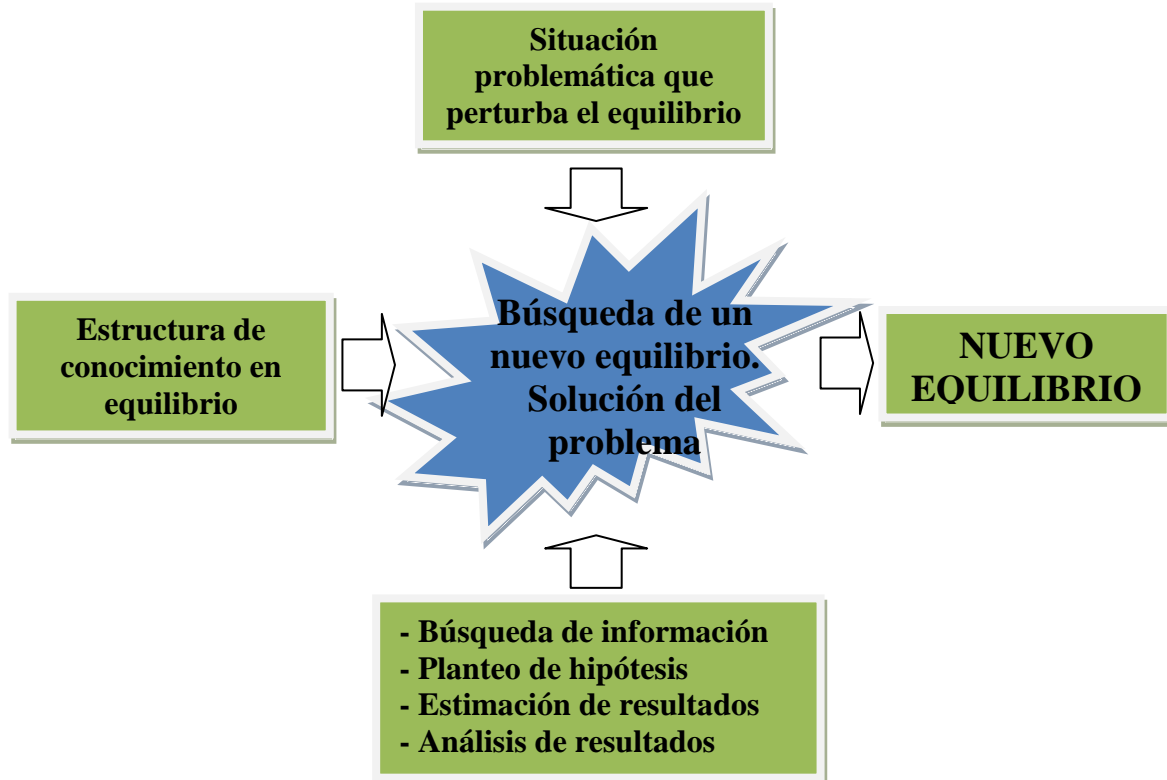 Situación
problemática que
perturba el equilibrio
Estructura de
conocimiento en
equilibrio
Búsqueda de un
nuevo equilibrio.
Solución del
problema
NUEVO
EQUILIBRIO
- Búsqueda de información
- Planteo de hipótesis
- Estimación de resultados
- Análisis de resultados